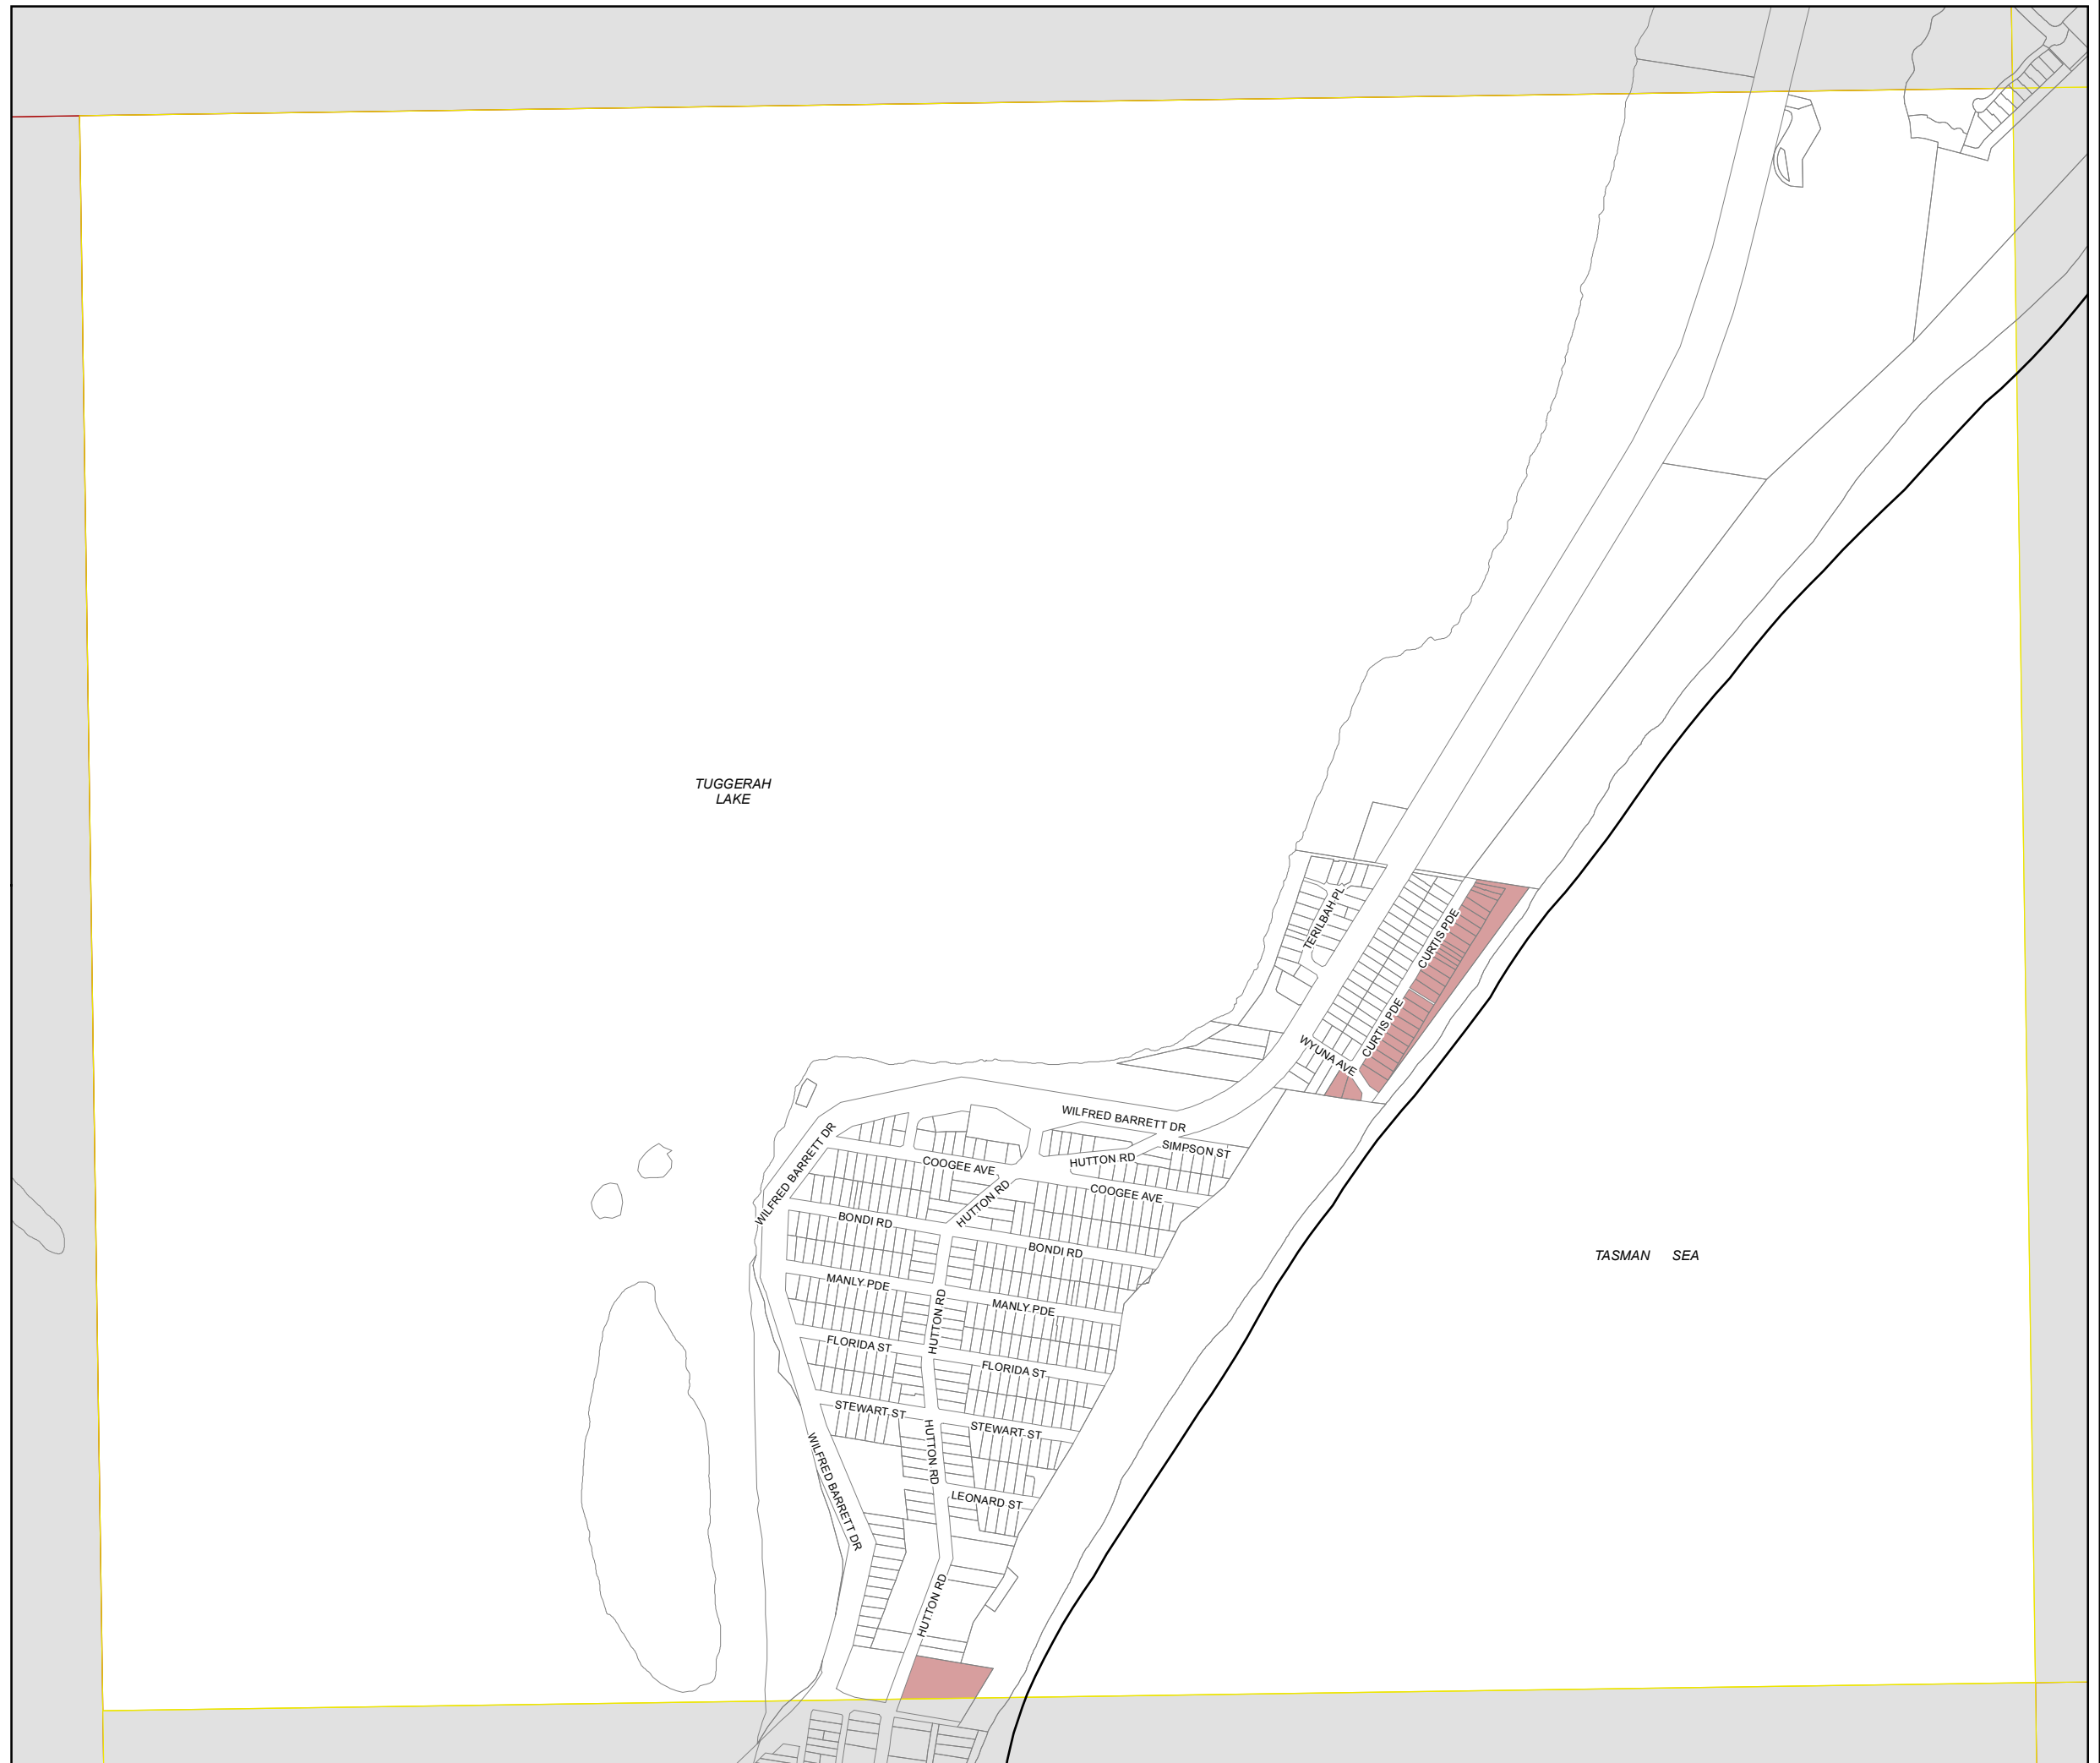 TUGGERAH
LAKE
TERILBAH PL
CURTIS PDE
CURTIS PDE
WYUNA AVE
WILFRED BARRETT DR
SIMPSON ST
HUTTON RD
WILFRED BARRETT DR
COOGEE AVE
COOGEE AVE
HUTTON RD
BONDI RD
BONDI RD
TASMAN SEA
MANLY PDE
MANLY PDE
HUTTON RD
FLORIDA ST
FLORIDA ST
STEWART ST
STEWART ST
HUTTON RD
WILFRED BARRETT DR
LEONARD ST
HUTTON RD